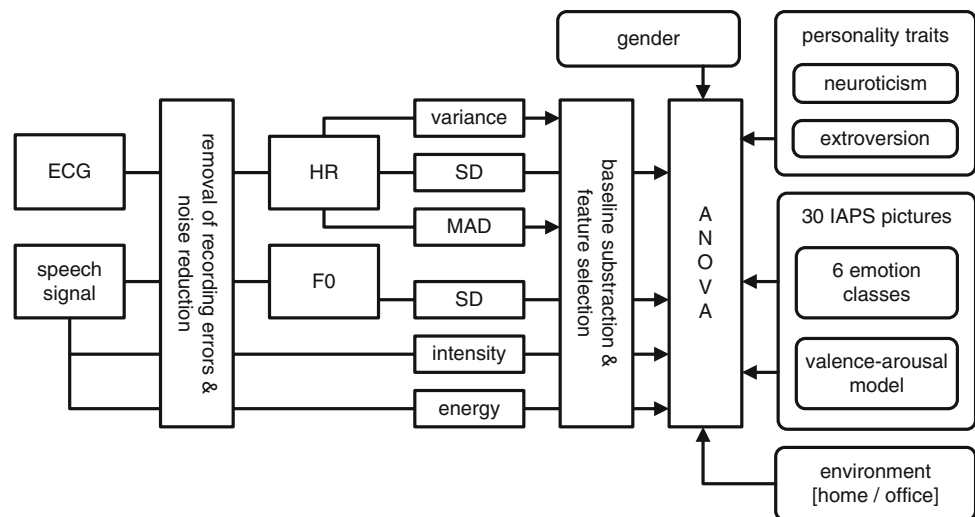 gender
personality traits
neuroticism
extroversion
ECG
removal of recording errors &
noise reduction
HR
variance
SD
MAD
baseline substraction &
feature selection
A
N
O
V
A
30 IAPS pictures
6 emotion
classes
valence-arousal
model
speech
signal
F0
SD
intensity
energy
environment
[home / office]